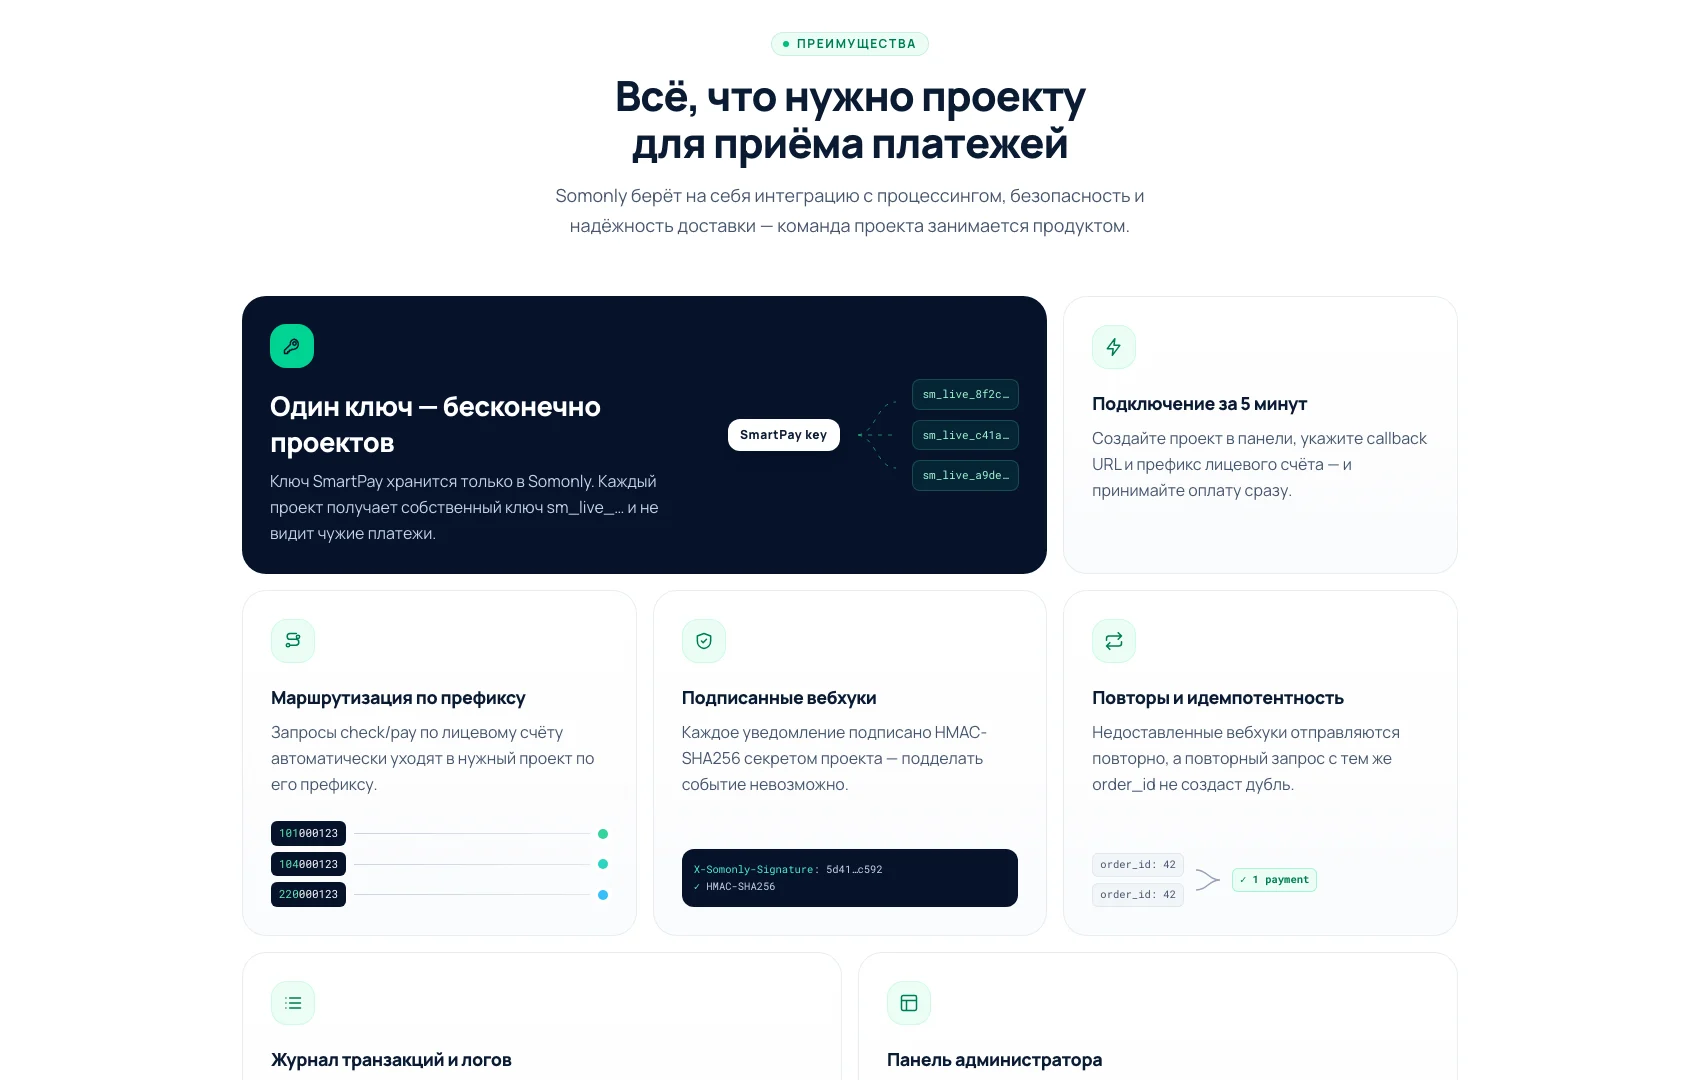 ПРЕИМУЩЕСТВА
Всё, что нужно проекту
для приёма платежей
Somonly берёт на себя интеграцию с процессингом, безопасность и
надёжность доставки — команда проекта занимается продуктом.
Один ключ — бесконечно
проектов
Ключ SmartPay хранится только в Somonly. Каждый
проект получает собственный ключ sm_live_… и не
видит чужие платежи.
SmartPay key
sm_live_8f2c…
sm_live_c41a…
sm_live_a9de…
Подключение за 5 минут
Создайте проект в панели, укажите callback
URL и префикс лицевого счёта — и
принимайте оплату сразу.
Маршрутизация по префиксу
Запросы check/pay по лицевому счёту
автоматически уходят в нужный проект по
его префиксу.
101000123
104000123
220000123
Подписанные вебхуки
Каждое уведомление подписано HMAC-
SHA256 секретом проекта — подделать
событие невозможно.
X-Somonly-Signature: 5d41…c592
✓ HMAC-SHA256
Повторы и идемпотентность
Недоставленные вебхуки отправляются
повторно, а повторный запрос с тем же
order_id не создаст дубль.
order_id: 42
order_id: 42
✓ 1 payment
Журнал транзакций и логов
Панель администратора